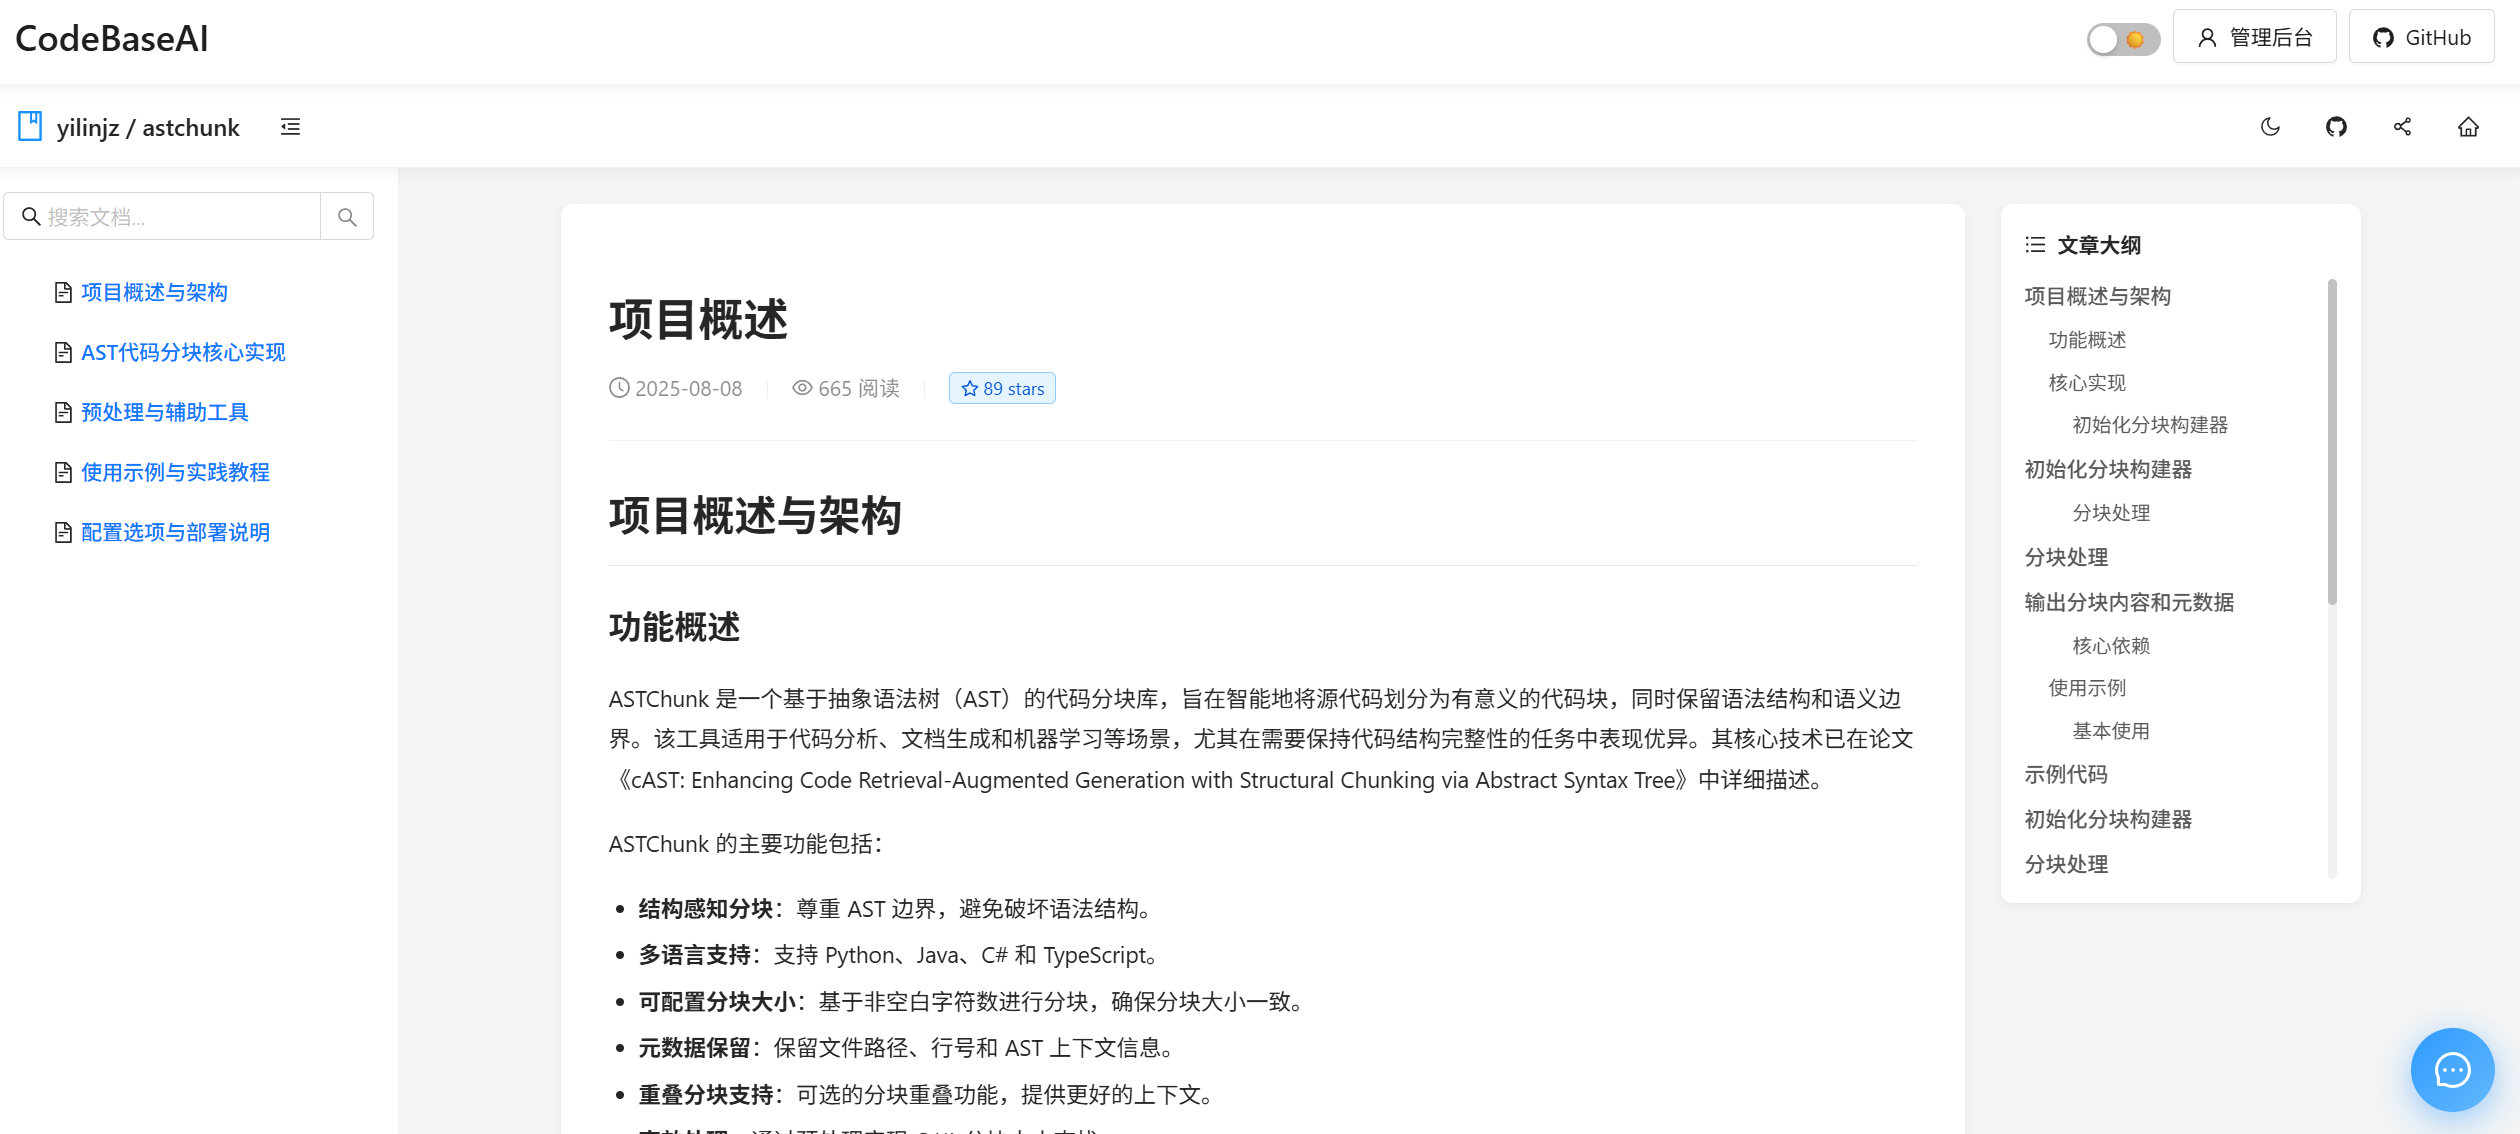 CodeBaseAI
管理后台
GitHub
yilinjz / astchunk
搜索文档...
项目概述与架构
AST代码分块核心实现
预处理与辅助工具
使用示例与实践教程
配置选项与部署说明
项目概述
2025-08-08
665 阅读
89 stars
项目概述与架构
功能概述
ASTChunk 是一个基于抽象语法树（AST）的代码分块库，旨在智能地将源代码划分为有意义的代码块，同时保留语法结构和语义边
界。该工具适用于代码分析、文档生成和机器学习等场景，尤其在需要保持代码结构完整性的任务中表现优异。其核心技术已在论文
《cAST: Enhancing Code Retrieval-Augmented Generation with Structural Chunking via Abstract Syntax Tree》中详细描述。
ASTChunk 的主要功能包括：
结构感知分块：尊重 AST 边界，避免破坏语法结构。
多语言支持：支持 Python、Java、C# 和 TypeScript。
可配置分块大小：基于非空白字符数进行分块，确保分块大小一致。
元数据保留：保留文件路径、行号和 AST 上下文信息。
重叠分块支持：可选的分块重叠功能，提供更好的上下文。
文章大纲
项目概述与架构
功能概述
核心实现
初始化分块构建器
初始化分块构建器
分块处理
分块处理
输出分块内容和元数据
核心依赖
使用示例
基本使用
示例代码
初始化分块构建器
分块处理